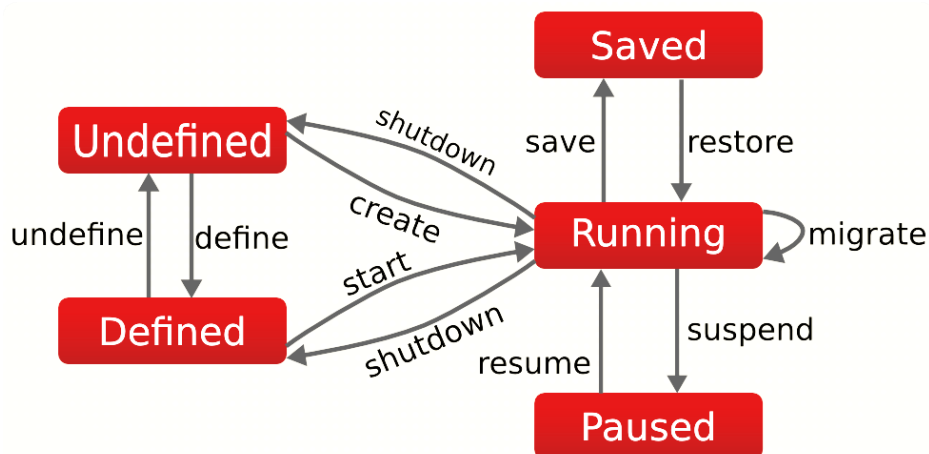 Saved
Undefined
shutdown
save
restore
create
Running
migrate
undefine
define
start
Defined
shutdown
suspend
resume
Paused